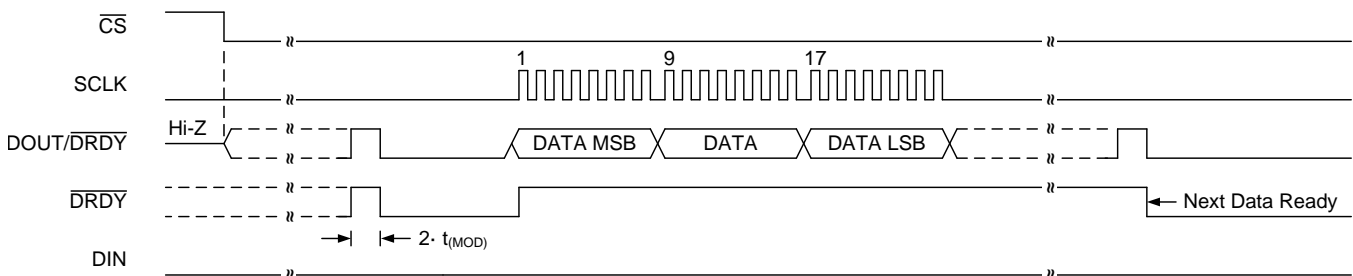 CS
SCLK
1 9 17
DOUT/DRDY
Hi-Z
DATA MSB DATA DATA LSB
DRDY
Next Data Ready
2· t(MOD)
DIN